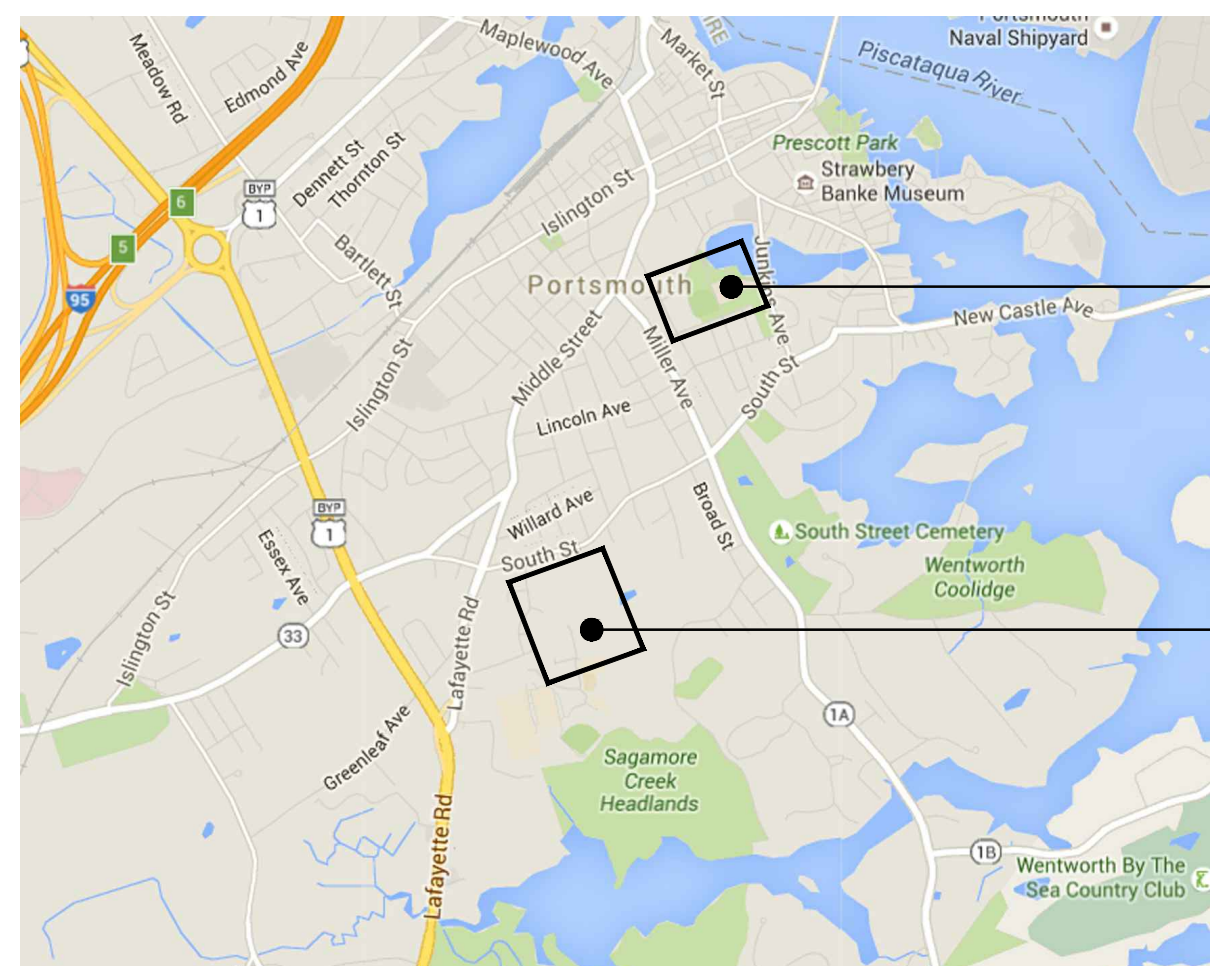 Portsmouth
Naval Shipyard
Maplewood Ave
Market St
Piscataqua River
Meadow Rd
Edmond Ave
Dennett St
Thornton St
Prescott Park
Strawbery
Banke Museum
BYP
1
6
5
95
Islington St
Bartlett St
Portsmouth
Junkins Ave
New Castle Ave
Middle Street
Miller Ave
Islington St
South St
Lincoln Ave
BYP
1
Willard Ave
Broad St
South Street Cemetery
Essex Ave
South St
Wentworth
Coolidge
Islington St
33
Lafayette Rd
1A
Greenleaf Ave
Sagamore
Creek
Headlands
Lafayette Rd
1B
Wentworth By The
Sea Country Club